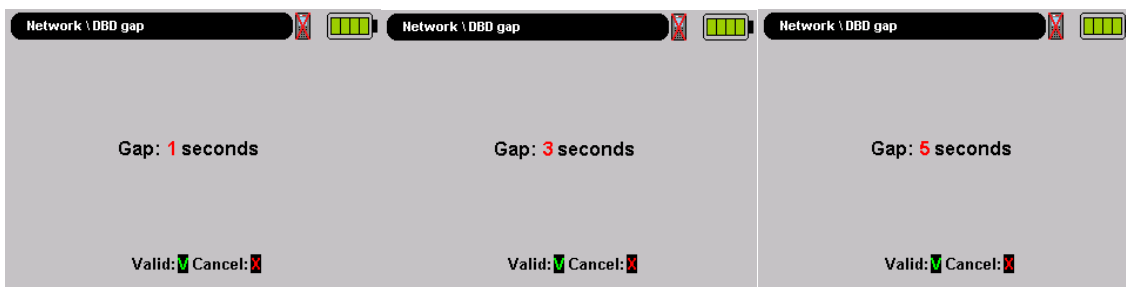 Network \ DBD gap
Gap: 1 seconds
Valid:V Cancel:X
Network \ DBD gap
Gap: 3 seconds
Valid:V Cancel:X
Network \ DBD gap
Gap: 5 seconds
Valid:V Cancel:X